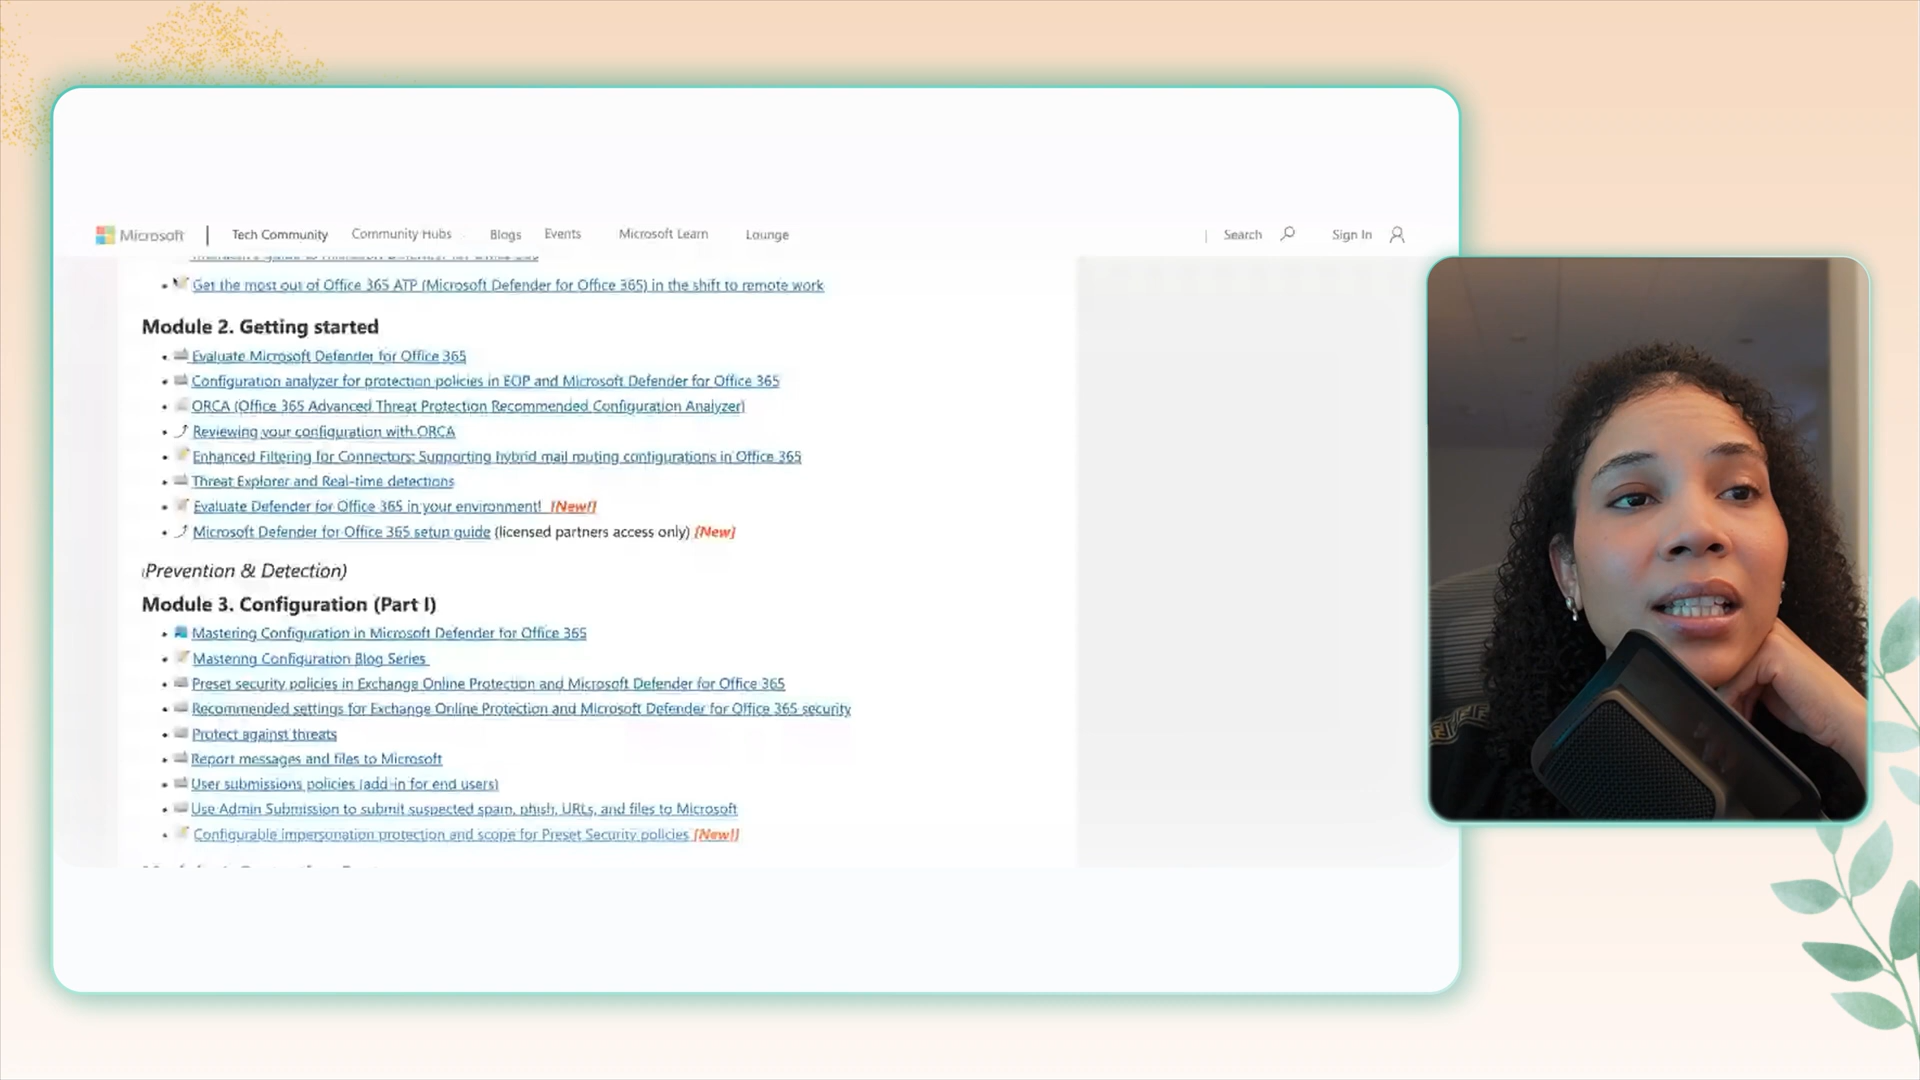 Microsoft | Tech Community Community Hubs Blogs Events Microsoft Learn Lounge | Search Sign In
Get the most out of Office 365 ATP (Microsoft Defender for Office 365) in the shift to remote work
Module 2. Getting started
Evaluate Microsoft Defender for Office 365
Configuration analyzer for protection policies in EOP and Microsoft Defender for Office 365
ORCA (Office 365 Advanced Threat Protection Recommended Configuration Analyzer)
Reviewing your configuration with ORCA
Enhanced Filtering for Connectors: Supporting hybrid mail routing configurations in Office 365
Threat Explorer and Real-time detections
Evaluate Defender for Office 365 in your environment! [New!]
Microsoft Defender for Office 365 setup guide (licensed partners access only) [New]
(Prevention & Detection)
Module 3. Configuration (Part I)
Mastering Configuration in Microsoft Defender for Office 365
Mastering Configuration Blog Series
Preset security policies in Exchange Online Protection and Microsoft Defender for Office 365
Recommended settings for Exchange Online Protection and Microsoft Defender for Office 365 security
Protect against threats
Report messages and files to Microsoft
User submissions policies (add-in for end users)
Use Admin Submission to submit suspected spam, phish, URLs, and files to Microsoft
Configurable impersonation protection and scope for Preset Security policies [New!]